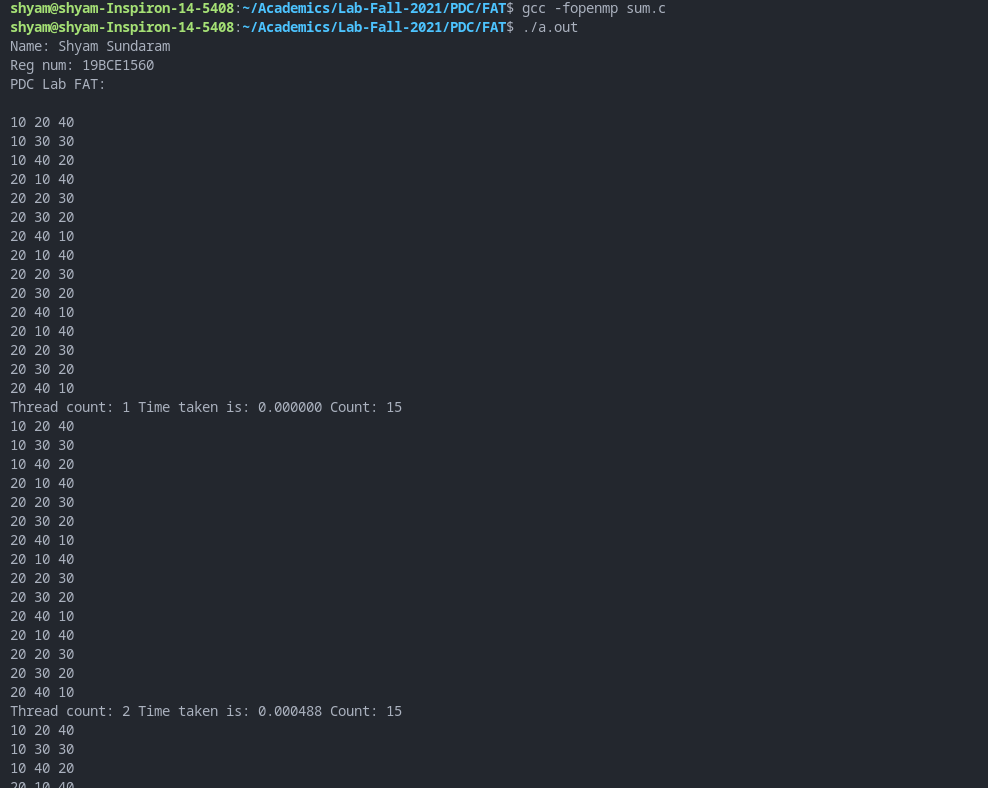 shyam@shyam-Inspiron-14-5408:~/Academics/Lab-Fall-2021/PDC/FAT$ gcc -fopenmp sum.c
shyam@shyam-Inspiron-14-5408:~/Academics/Lab-Fall-2021/PDC/FAT$ ./a.out
Name: Shyam Sundaram
Reg num: 19BCE1560
PDC Lab FAT:
10 20 40
10 30 30
10 40 20
20 10 40
20 20 30
20 30 20
20 40 10
20 10 40
20 20 30
20 30 20
20 40 10
20 10 40
20 20 30
20 30 20
20 40 10
Thread count: 1 Time taken is: 0.000000 Count: 15
10 20 40
10 30 30
10 40 20
20 10 40
20 20 30
20 30 20
20 40 10
20 10 40
20 20 30
20 30 20
20 40 10
20 10 40
20 20 30
20 30 20
20 40 10
Thread count: 2 Time taken is: 0.000488 Count: 15
10 20 40
10 30 30
10 40 20
20 10 40